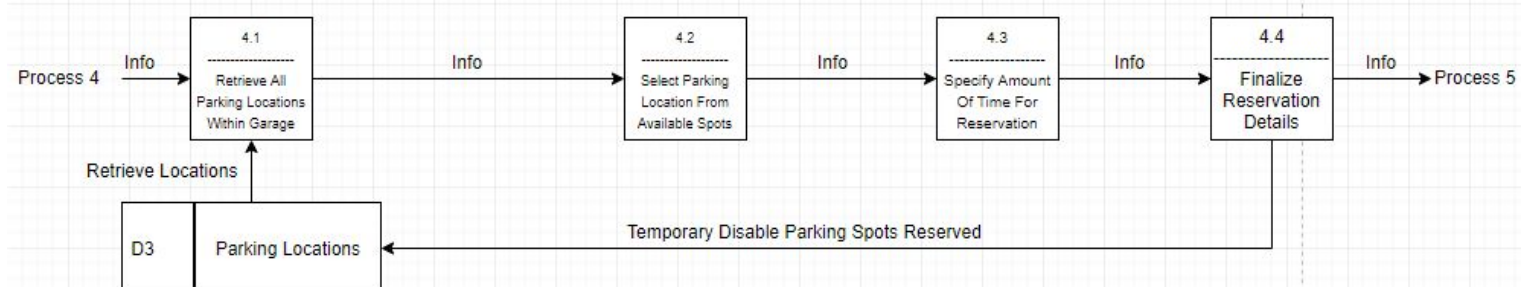 Process 4
Info
4.1
Retrieve All
Parking Locations
Within Garage
Info
4.2
Select Parking
Location From
Available Spots
Info
4.3
Specify Amount
Of Time For
Reservation
Info
4.4
Finalize
Reservation
Details
Info
Process 5
Retrieve Locations
D3
Parking Locations
Temporary Disable Parking Spots Reserved